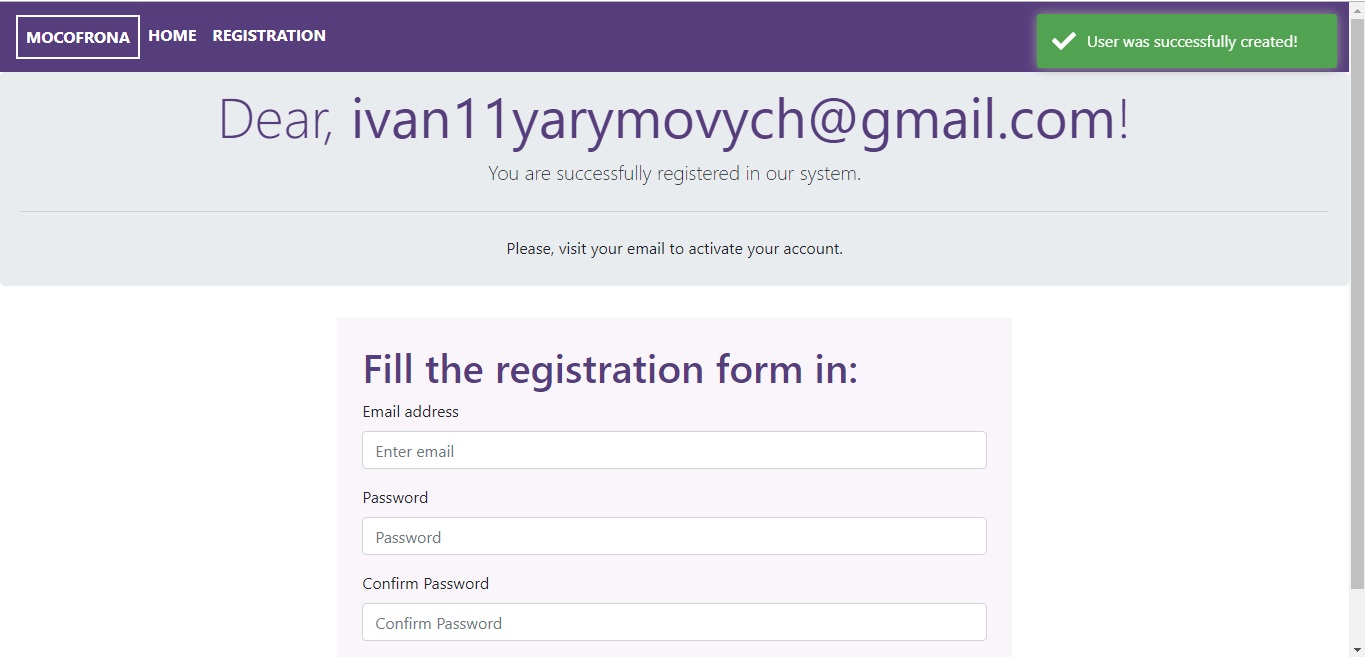 MOCOFRONA HOME REGISTRATION
User was successfully created!
Dear, ivan11yarymovych@gmail.com!
You are successfully registered in our system.
Please, visit your email to activate your account.
Fill the registration form in:
Email address
Enter email
Password
Password
Confirm Password
Confirm Password